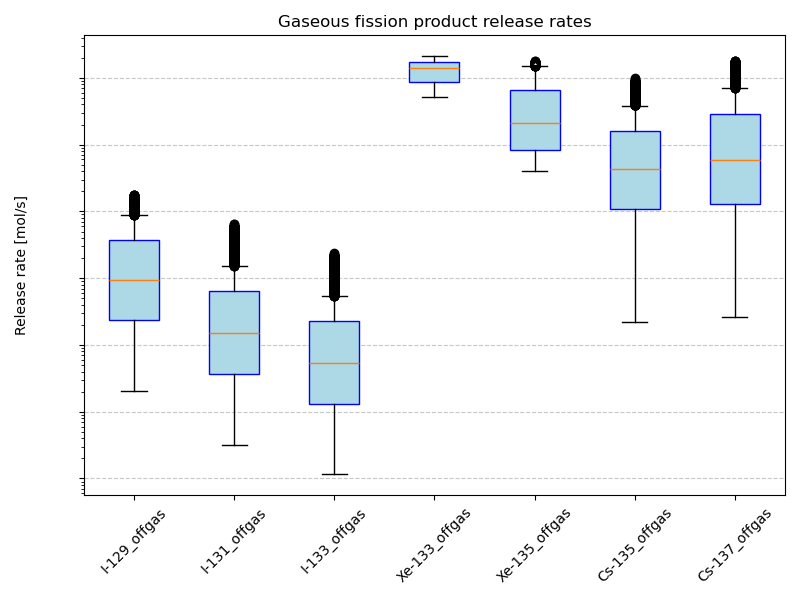 Gaseous fission product release rates
Release rate [mol/s]
I-129_offgas
I-131_offgas
I-133_offgas
Xe-133_offgas
Xe-135_offgas
Cs-135_offgas
Cs-137_offgas